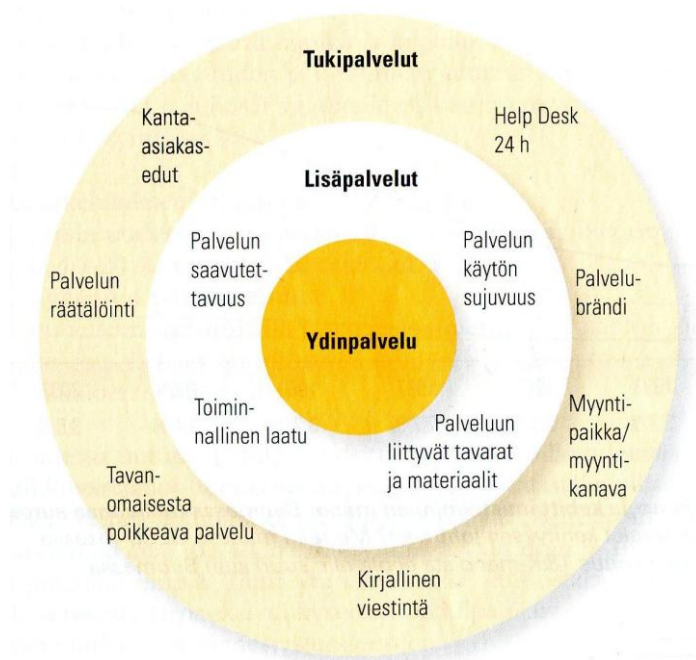 Tukipalvelut
Kanta-
asiakas-
edut
Help Desk
24 h
Lisäpalvelut
Palvelun
saavutet-
tavuus
Palvelun
käytön
sujuvuus
Palvelun
räätälöinti
Palvelu-
brändi
Ydinpalvelu
Toimin-
nallinen laatu
Palveluun
liittyvät tavarat
ja materiaalit
Myynti-
paikka/
myynti-
kanava
Tavan-
omaisesta
poikkeava palvelu
Kirjallinen
viestintä